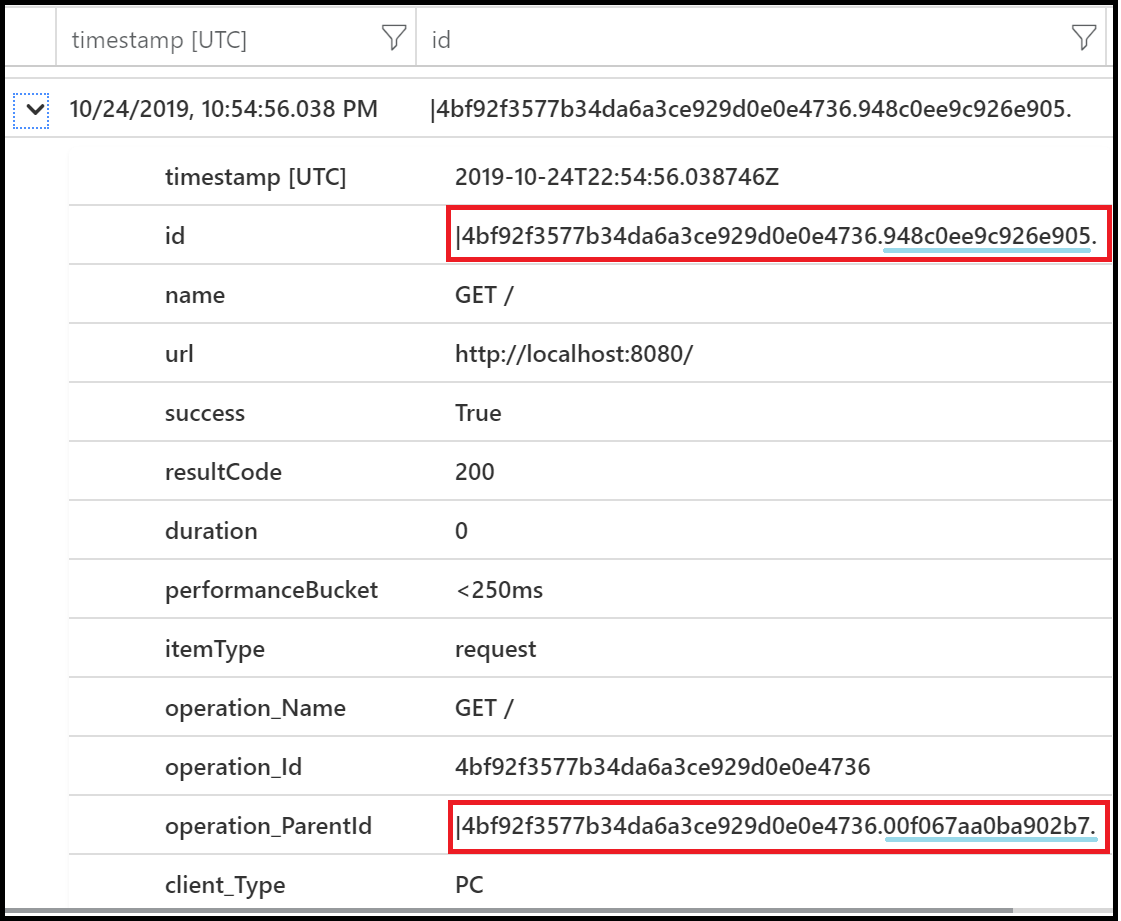 timestamp [UTC] id
10/24/2019, 10:54:56.038 PM |4bf92f3577b34da6a3ce929d0e0e4736.948c0ee9c926e905.
timestamp [UTC] 2019-10-24T22:54:56.038746Z
id |4bf92f3577b34da6a3ce929d0e0e4736.948c0ee9c926e905.
name GET /
url http://localhost:8080/
success True
resultCode 200
duration 0
performanceBucket <250ms
itemType request
operation_Name GET /
operation_Id 4bf92f3577b34da6a3ce929d0e0e4736
operation_ParentId |4bf92f3577b34da6a3ce929d0e0e4736.00f067aa0ba902b7.
client_Type PC